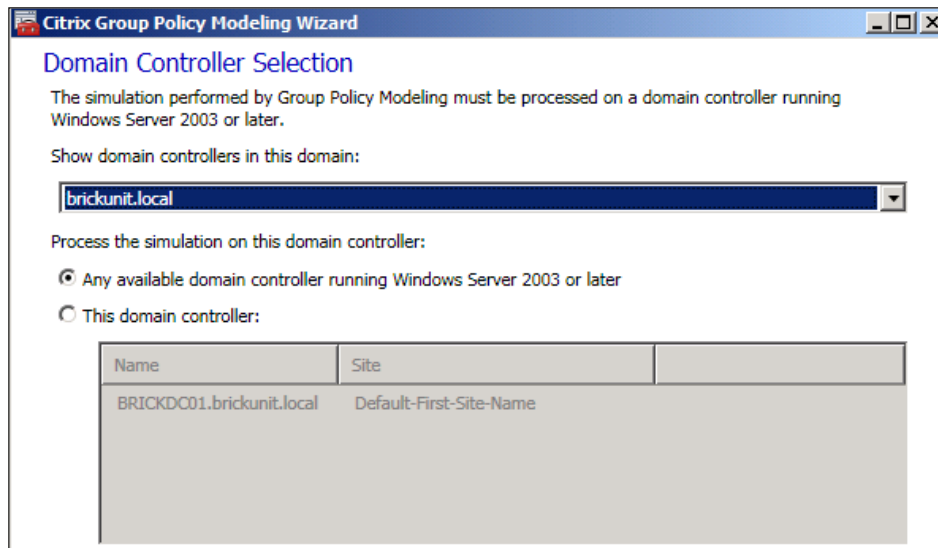 Citrix Group Policy Modeling Wizard
Domain Controller Selection
The simulation performed by Group Policy Modeling must be processed on a domain controller running
Windows Server 2003 or later.
Show domain controllers in this domain:
brickunit.local
Process the simulation on this domain controller:
Any available domain controller running Windows Server 2003 or later
This domain controller:
Name Site
BRICKDC01.brickunit.local Default-First-Site-Name